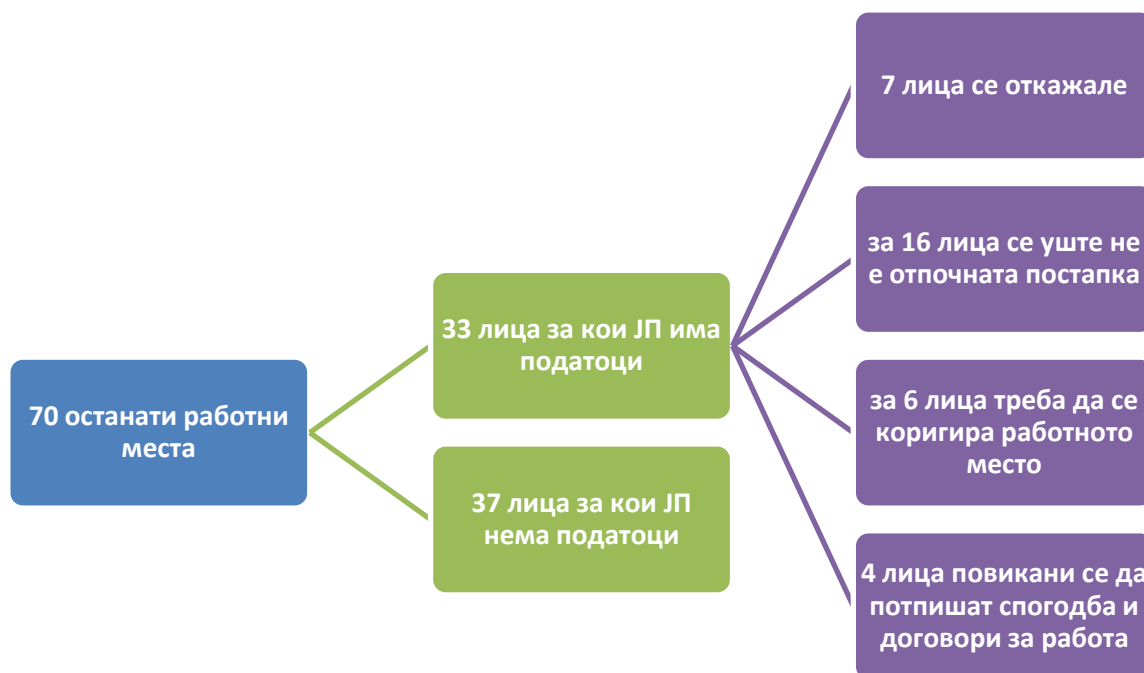 70 останати работни
места
33 лица за кои ЈП има
податоци
37 лица за кои ЈП
нема податоци
7 лица се откажале
за 16 лица се уште не
е отпочната постапка
за 6 лица треба да се
коригира работното
место
4 лица повикани се да
потпишат спогодба и
договори за работа